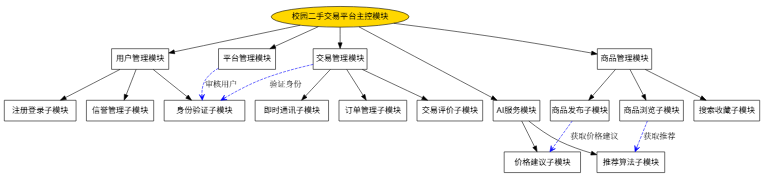 校园二手交易平台主控模块
用户管理模块
平台管理模块
交易管理模块
商品管理模块
审核用户
验证身份
注册登录子模块
信誉管理子模块
身份验证子模块
即时通讯子模块
订单管理子模块
交易评价子模块
AI服务模块
商品发布子模块
商品浏览子模块
搜索收藏子模块
获取价格建议
获取推荐
价格建议子模块
推荐算法子模块